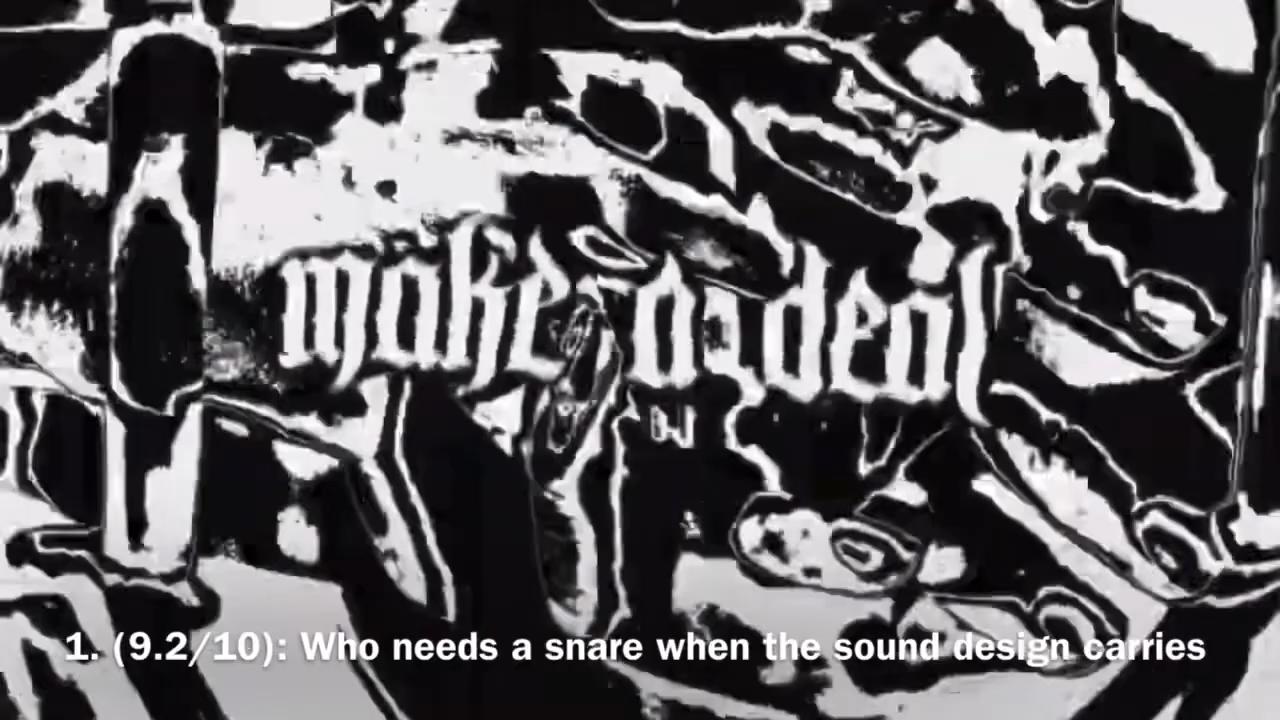 make a deal
1. (9.2/10): Who needs a snare when the sound design carries